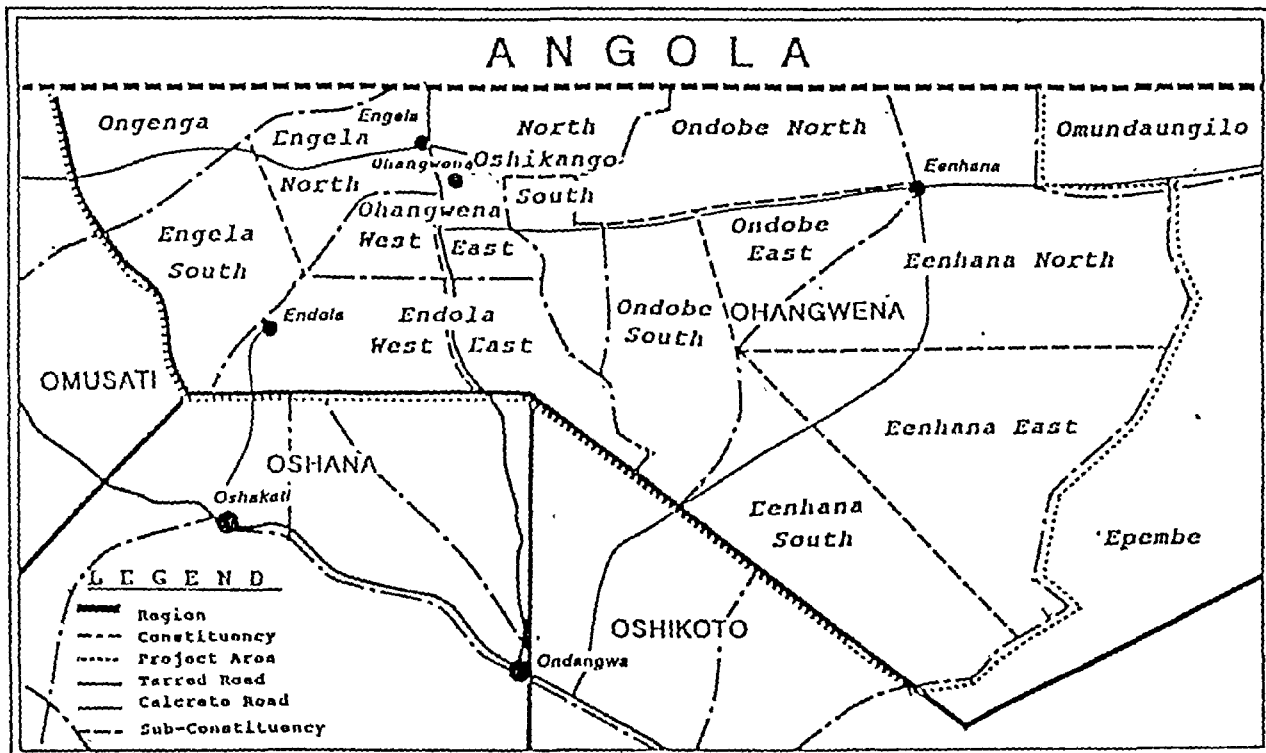 ANGOLA
Ongenga
Engela
Engela
North
North
Oshikango
South
Ondobe North
Omundaungilo
Ohangwena
Eenhana
Ohangwena
West East
Engela
South
Ondobe
East
Eenhana North
Endola
Endola
West East
Ondobe
South
OHANGWENA
OMUSATI
Eenhana East
OSHANA
Oshakati
Eenhana
South
Epembe
OSHIKOTO
Ondangwa
LEGEND
Region
Constituency
Project Area
Tarred Road
Calcrete Road
Sub-Constituency